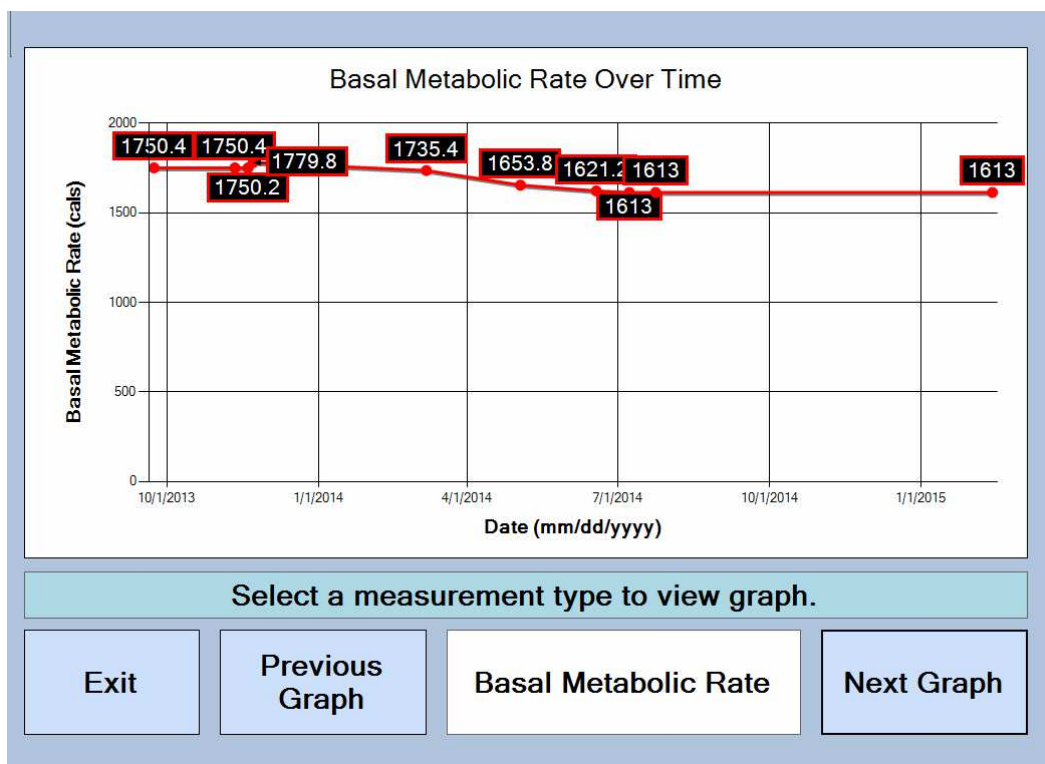 Basal Metabolic Rate Over Time
2000
1750.4
1750.4
1779.8
1735.4
1653.8
1621.2
1613
1613
1750.2
1613
1500
1000
500
0
Basal Metabolic Rate (cals)
10/1/2013
1/1/2014
4/1/2014
7/1/2014
10/1/2014
1/1/2015
Date (mm/dd/yyyy)
Select a measurement type to view graph.
Exit
Previous
Graph
Basal Metabolic Rate
Next Graph